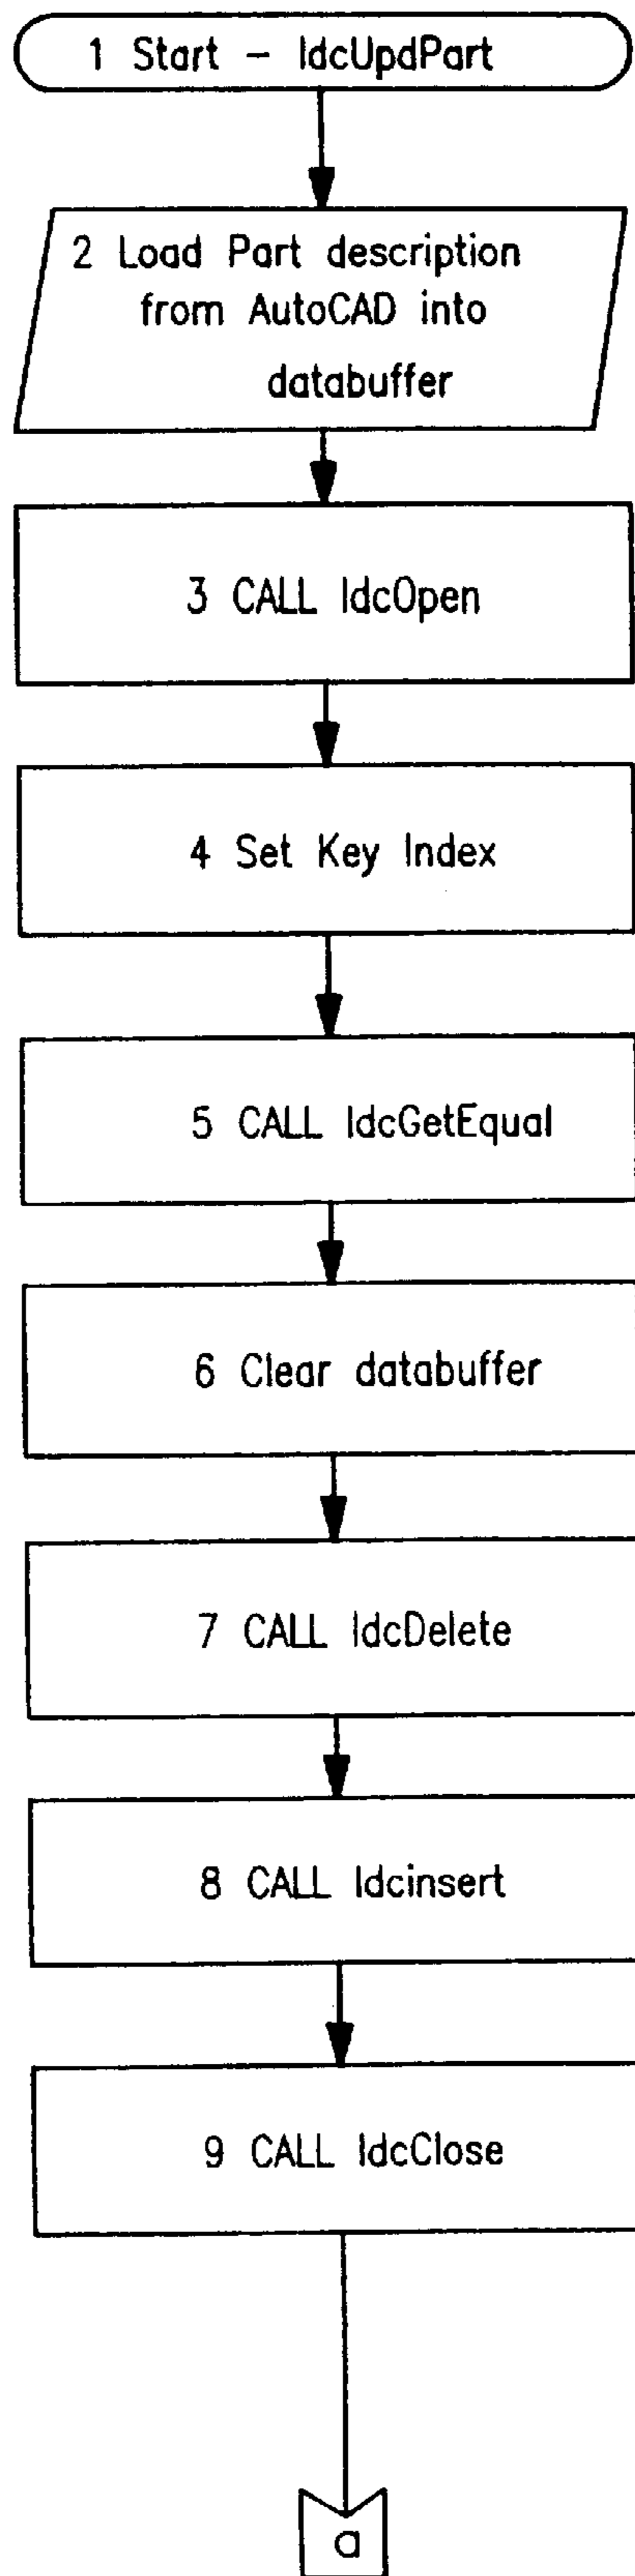 1 Start - IdcUpdPart
2 Load Part description
from AutoCAD into
databuffer
3 CALL IdcOpen
4 Set Key Index
5 CALL IdcGetEqual
6 Clear databuffer
7 CALL IdcDelete
8 CALL Idcinsert
9 CALL IdcClose
a